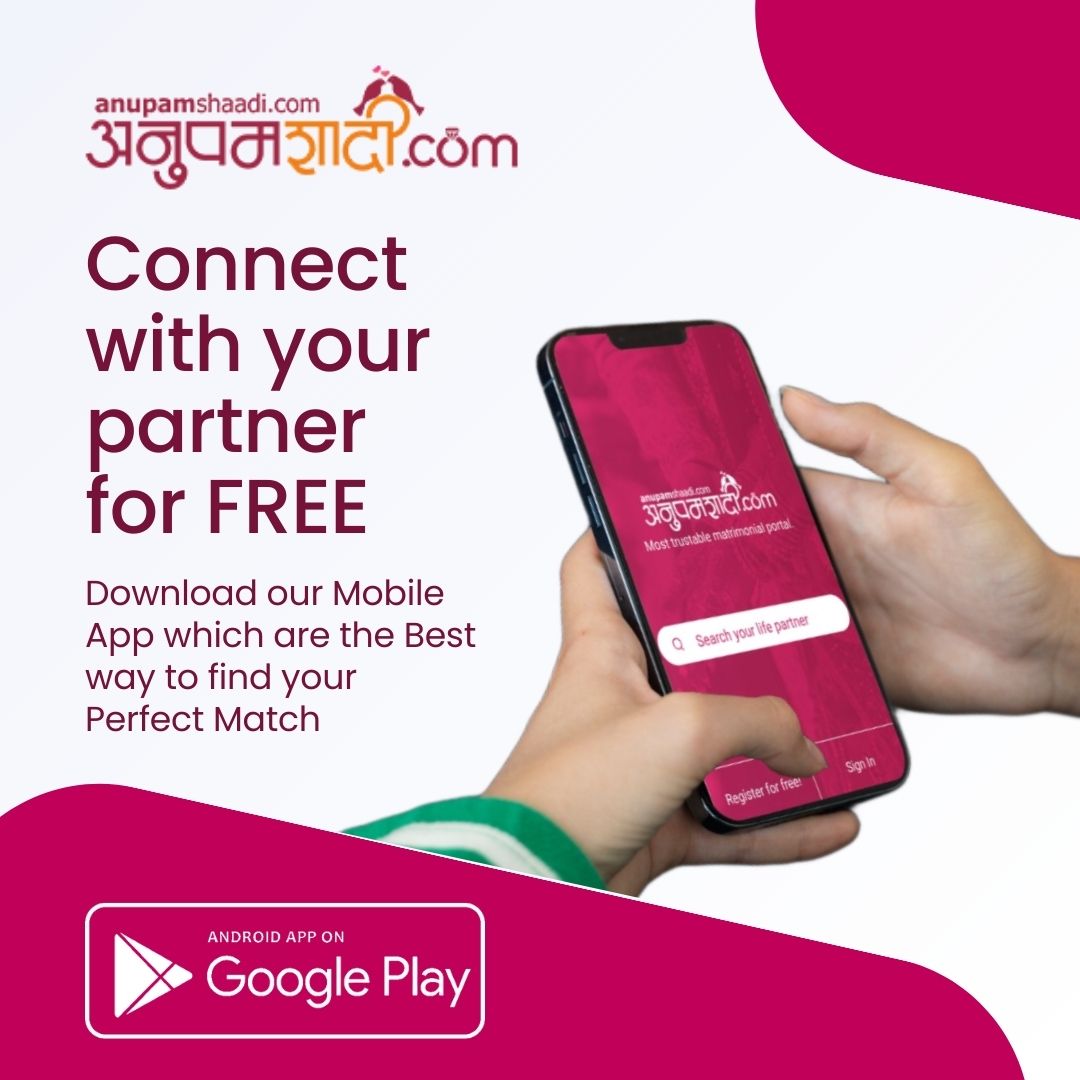 anupamshaadi.com
अनुपमशादी.com
Connect
with your
partner
for FREE
Download our Mobile
App which are the Best
way to find your
Perfect Match
anupamshaadi.com
अनुपमशादी.com
Most trustable matrimonial portal.
Search your life partner
Register for free!
Sign In
ANDROID APP ON
Google Play